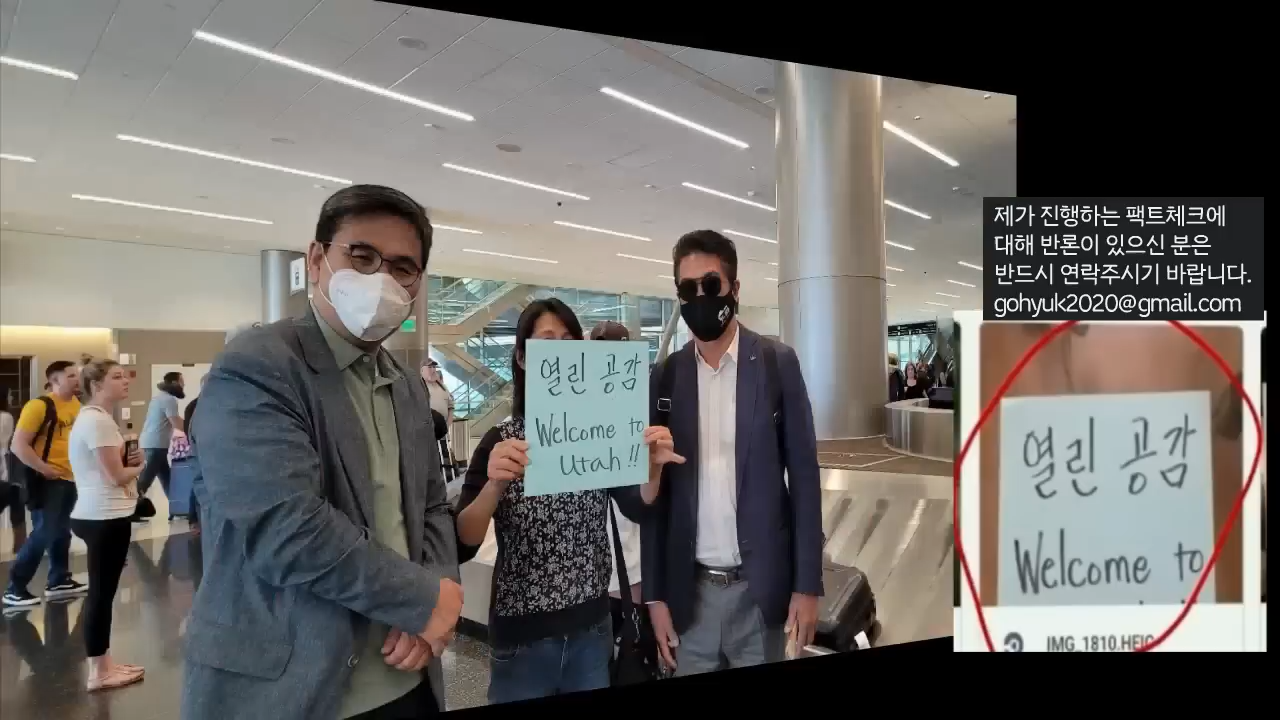 열린 공감
Welcome to
Utah !!
제가 진행하는 팩트체크에
대해 반론이 있으신 분은
반드시 연락주시기 바랍니다.
gohyuk2020@gmail.com
열린 공감
Welcome to
IMG_1810.HEIC